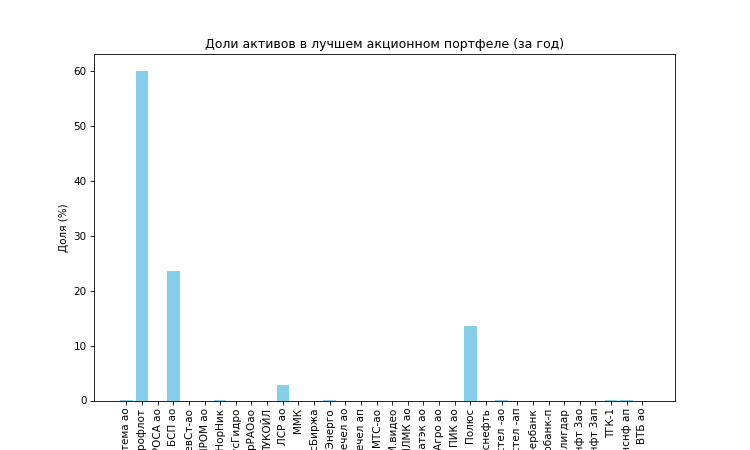 Доли активов в лучшем акционном портфеле (за год)
Доля (%)
60
50
40
30
20
10
0
тема ао
рофлот
РОСА ао
БСП ао
евСт-ао
ПРОМ ао
НорНик
сГидро
рРАОао
ЛУКОЙЛ
ЛСР ао
ММК
сБиржа
Энерго
ечел ао
ечел ап
МТС-ао
М.видео
ЛМК ао
атэк ао
Агро ао
ПИК ао
Полюс
снефть
стел -ао
стел -ап
ербанк
рбанк-п
лигдар
нфт 3ао
нфт 3ап
ТГК-1
нснф ап
ВТБ ао